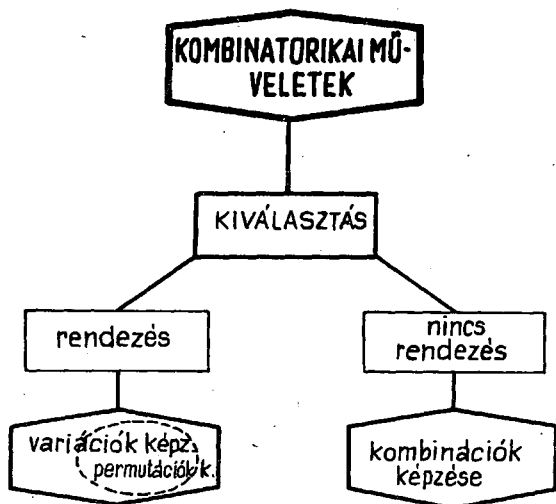 KOMBINATORIKAI MŰ-
VELETEK
KIVÁLASZTÁS
rendezés
nincs
rendezés
variációk képz.
permutációk k.
kombinációk
képzése